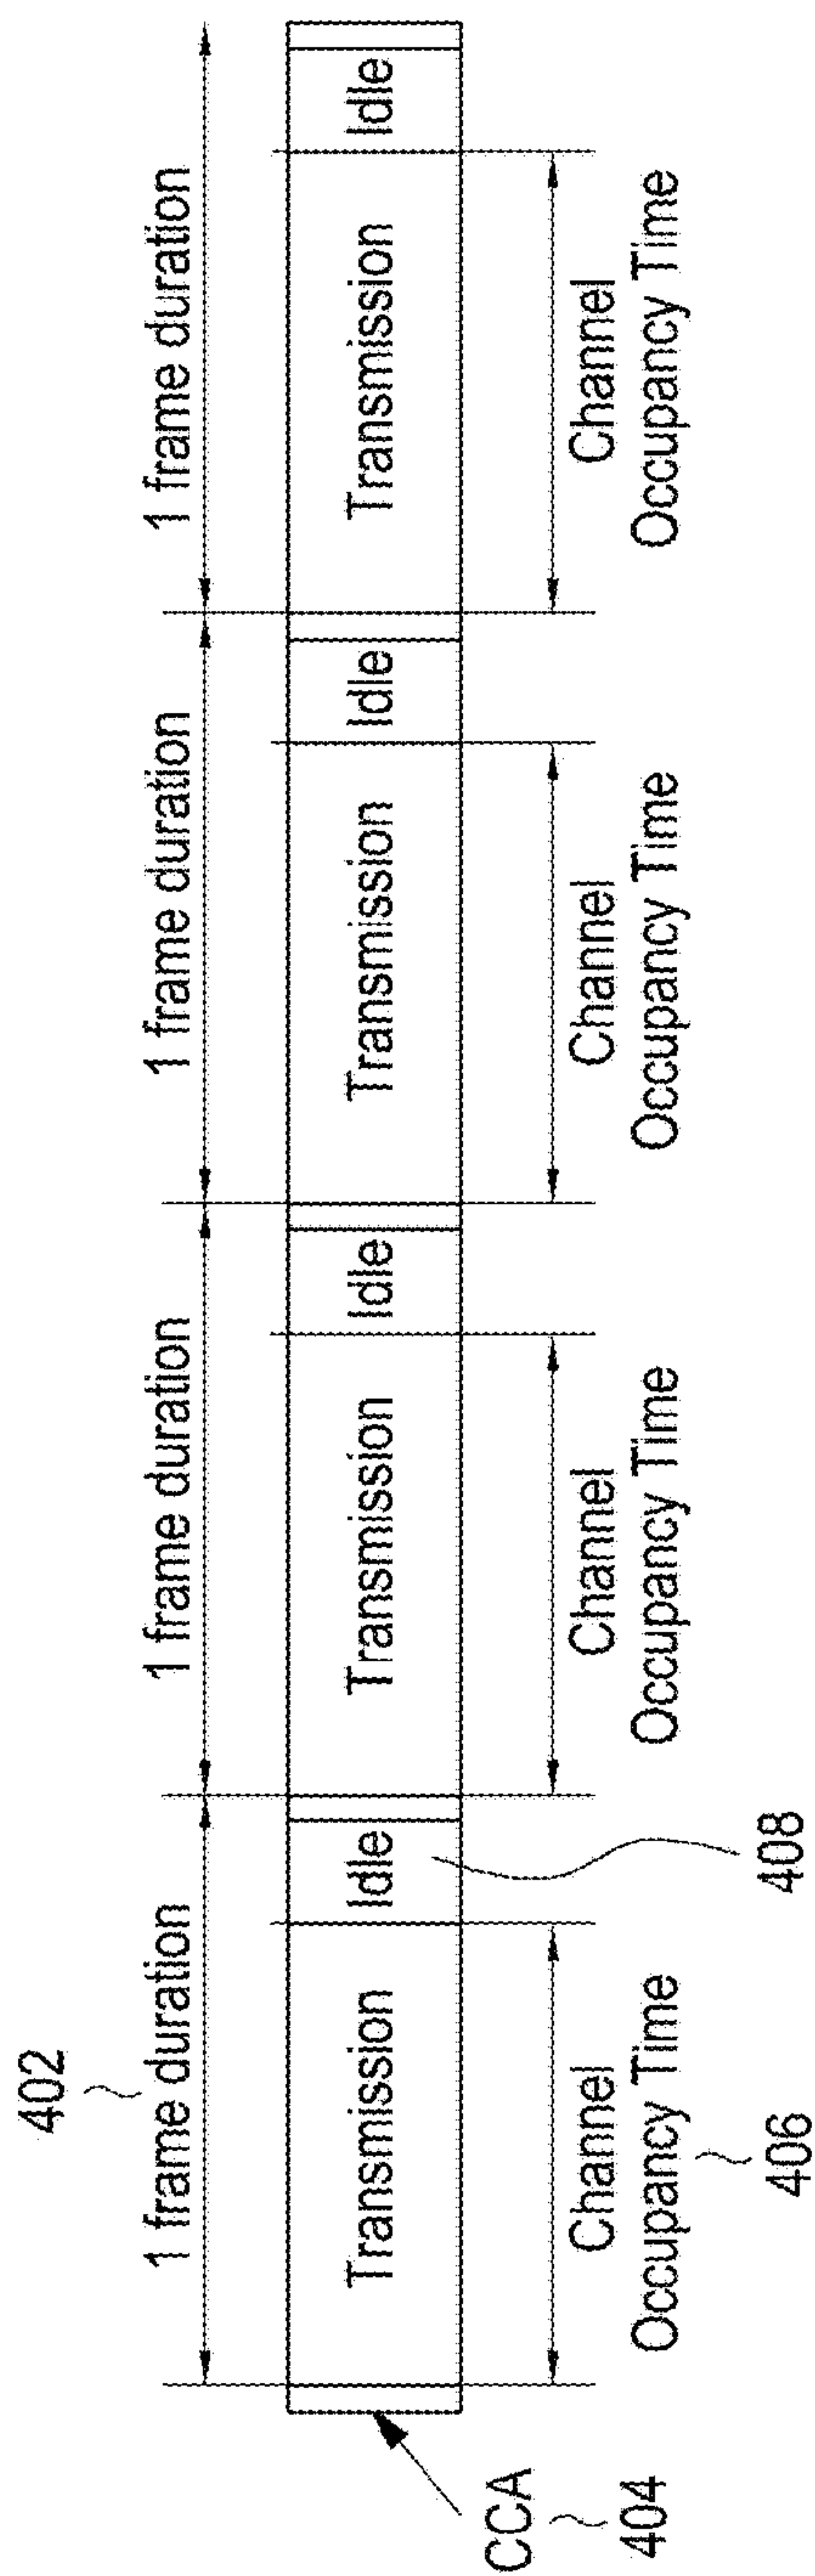 402
1 frame duration
1 frame duration
1 frame duration
1 frame duration
Transmission
Idle
Transmission
Idle
Transmission
Idle
Transmission
Idle
CCA
404
Channel
Occupancy Time
406
408
Channel
Occupancy Time
Channel
Occupancy Time
Channel
Occupancy Time